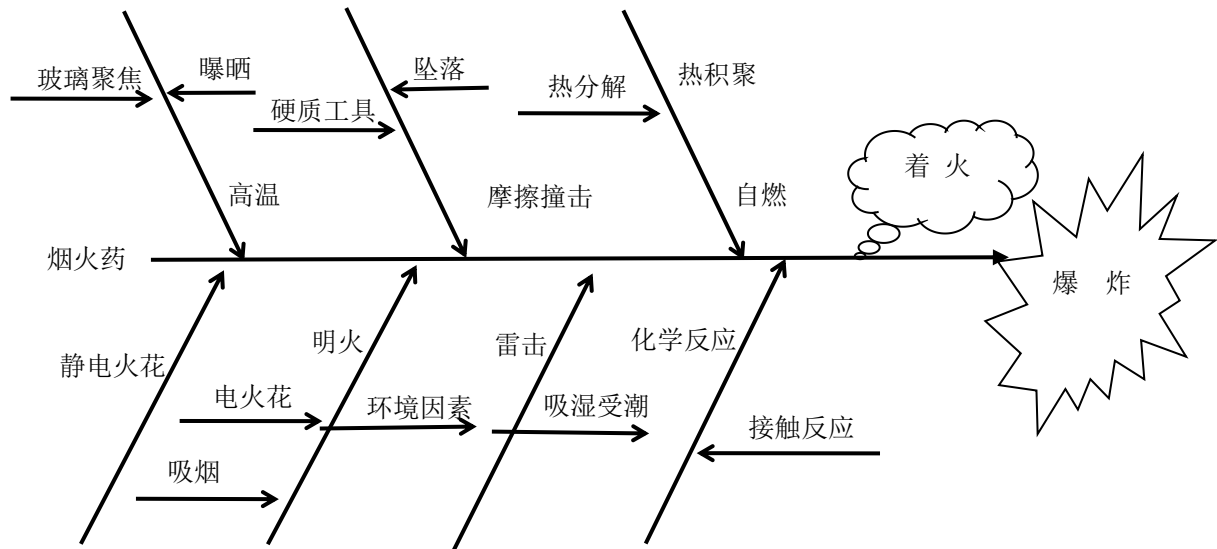 玻璃聚焦
曝晒
硬质工具
坠落
热分解
热积聚
着 火
高温
摩擦撞击
自燃
烟火药
爆 炸
静电火花
明火
雷击
化学反应
电火花
环境因素
吸湿受潮
接触反应
吸烟